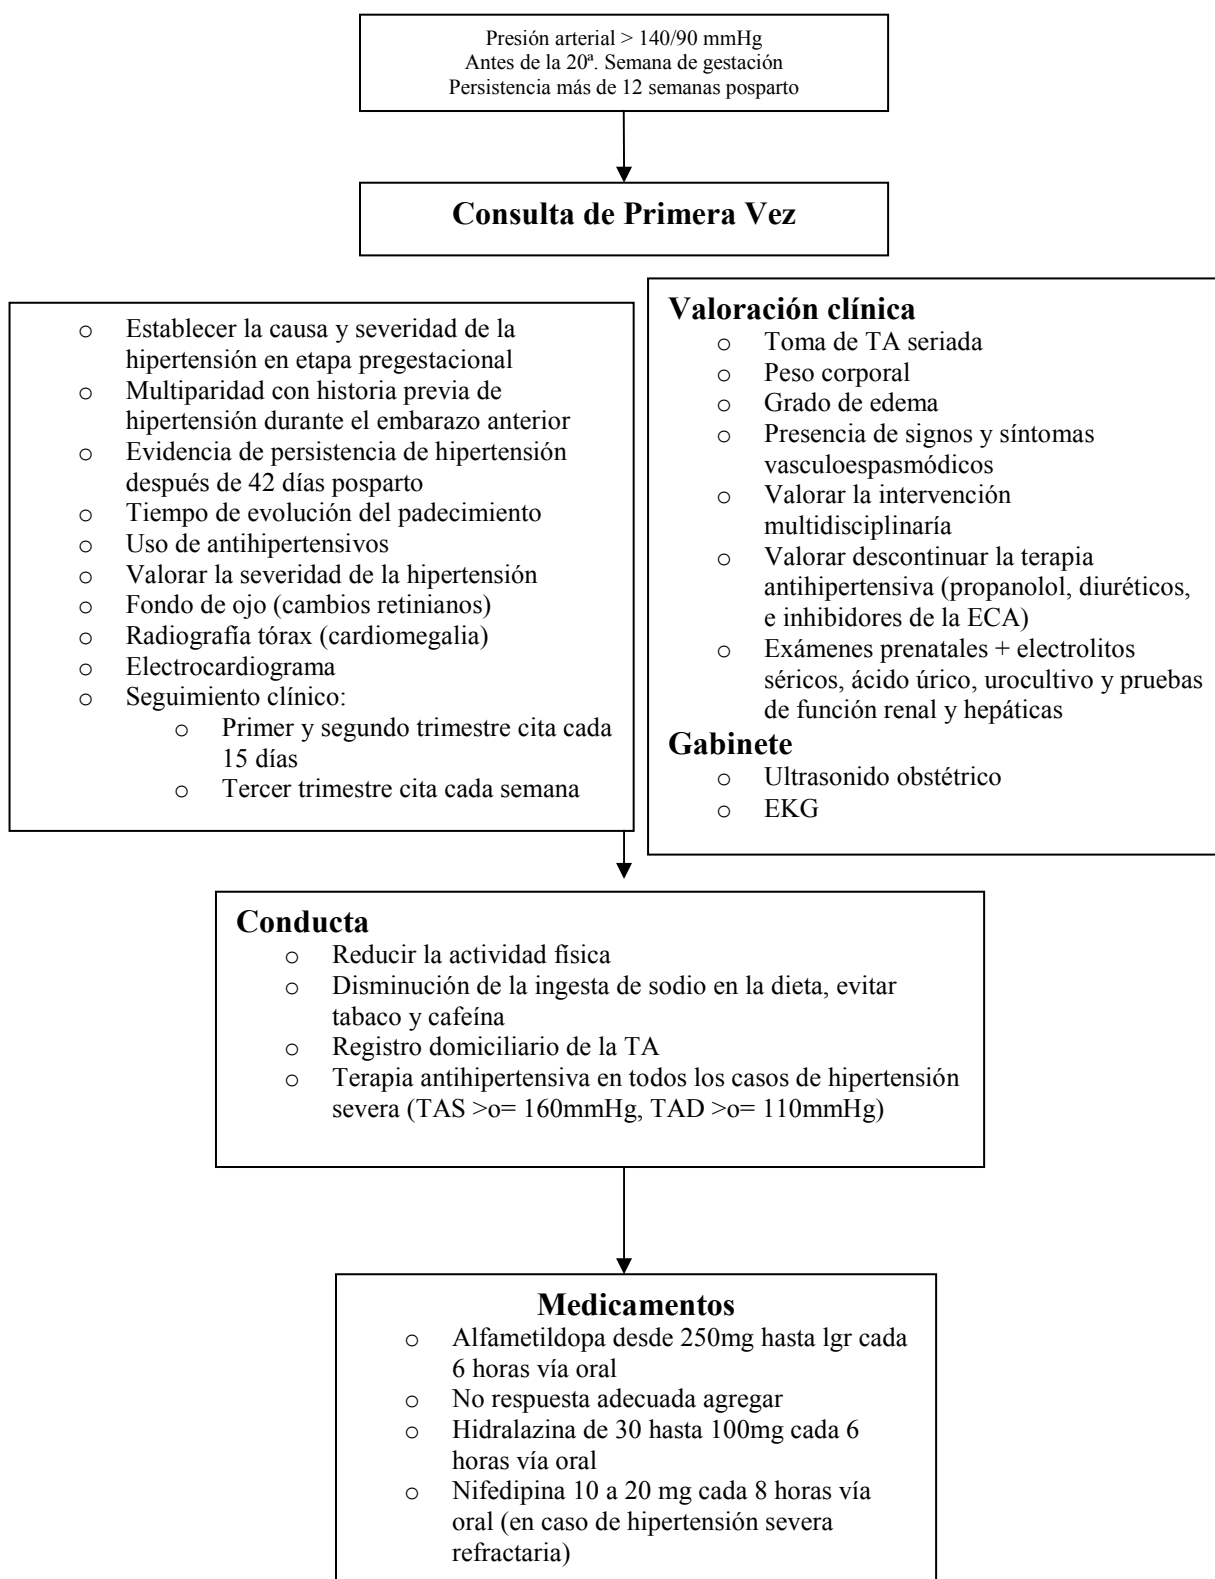 Presión arterial > 140/90 mmHg
Antes de la 20ª. Semana de gestación
Persistencia más de 12 semanas posparto
Consulta de Primera Vez
o Establecer la causa y severidad de la
hipertensión en etapa pregestacional
o Multiparidad con historia previa de
hipertensión durante el embarazo anterior
o Evidencia de persistencia de hipertensión
después de 42 días posparto
o Tiempo de evolución del padecimiento
o Uso de antihipertensivos
o Valorar la severidad de la hipertensión
o Fondo de ojo (cambios retinianos)
o Radiografía tórax (cardiomegalia)
o Electrocardiograma
o Seguimiento clínico:
o Primer y segundo trimestre cita cada
15 días
o Tercer trimestre cita cada semana
Valoración clínica
o Toma de TA seriada
o Peso corporal
o Grado de edema
o Presencia de signos y síntomas
vasculoespasmódicos
o Valorar la intervención
multidisciplinaría
o Valorar descontinuar la terapia
antihipertensiva (propanolol, diuréticos,
e inhibidores de la ECA)
o Exámenes prenatales + electrolitos
séricos, ácido úrico, urocultivo y pruebas
de función renal y hepáticas
Gabinete
o Ultrasonido obstétrico
o EKG
Conducta
o Reducir la actividad física
o Disminución de la ingesta de sodio en la dieta, evitar
tabaco y cafeína
o Registro domiciliario de la TA
o Terapia antihipertensiva en todos los casos de hipertensión
severa (TAS >o= 160mmHg, TAD >o= 110mmHg)
Medicamentos
o Alfametildopa desde 250mg hasta lgr cada
6 horas vía oral
o No respuesta adecuada agregar
o Hidralazina de 30 hasta 100mg cada 6
horas vía oral
o Nifedipina 10 a 20 mg cada 8 horas vía
oral (en caso de hipertensión severa
refractaria)